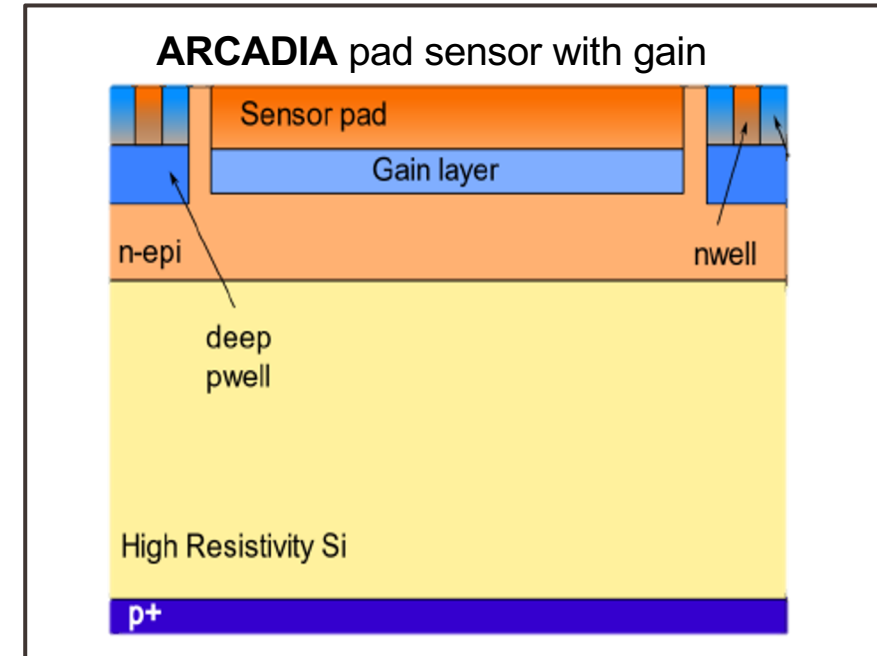 ARCADIA pad sensor with gain
Sensor pad
Gain layer
n-epi
nwell
deep
pwell
High Resistivity Si
p+